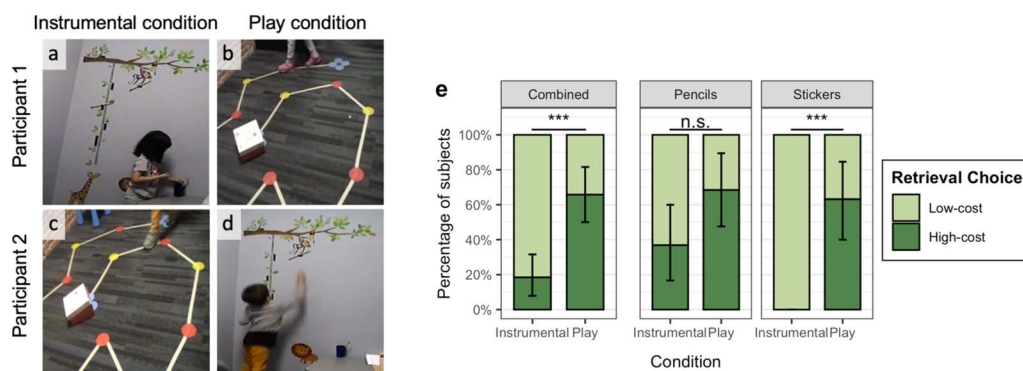 Instrumental condition Play condition
Participant 1
a
b
Participant 2
c
d
e
Combined
Pencils
Stickers
***
n.s.
***
Percentage of subjects
100%
80%
60%
40%
20%
0%
Instrumental Play
Instrumental Play
Instrumental Play
Condition
Retrieval Choice
Low-cost
High-cost